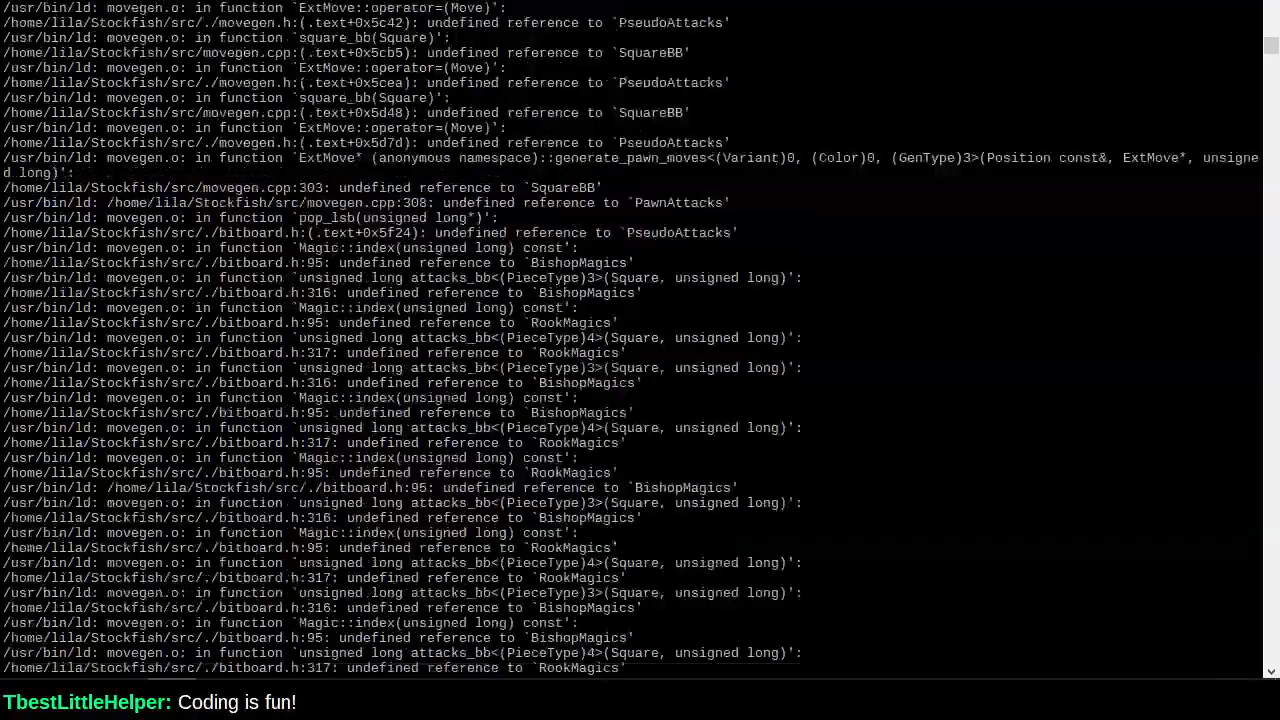 /usr/bin/ld: movegen.o: in function `ExtMove::operator=(Move)':
/home/lila/Stockfish/src/./movegen.h:(.text+0x5c42): undefined reference to `PseudoAttacks'
/usr/bin/ld: movegen.o: in function `square_bb(Square)':
/home/lila/Stockfish/src/movegen.cpp:(.text+0x5cb5): undefined reference to `SquareBB'
/usr/bin/ld: movegen.o: in function `ExtMove::operator=(Move)':
/home/lila/Stockfish/src/./movegen.h:(.text+0x5cea): undefined reference to `PseudoAttacks'
/usr/bin/ld: movegen.o: in function `square_bb(Square)':
/home/lila/Stockfish/src/movegen.cpp:(.text+0x5d48): undefined reference to `SquareBB'
/usr/bin/ld: movegen.o: in function `ExtMove::operator=(Move)':
/home/lila/Stockfish/src/./movegen.h:(.text+0x5d7d): undefined reference to `PseudoAttacks'
/usr/bin/ld: movegen.o: in function `ExtMove* (anonymous namespace)::generate_pawn_moves<(Variant)0, (Color)0, (GenType)3>(Position const&, ExtMove*, unsigne
d long)':
/home/lila/Stockfish/src/movegen.cpp:303: undefined reference to `SquareBB'
/usr/bin/ld: /home/lila/Stockfish/src/movegen.cpp:308: undefined reference to `PawnAttacks'
/usr/bin/ld: movegen.o: in function `pop_lsb(unsigned long*)':
/home/lila/Stockfish/src/./bitboard.h:(.text+0x5f24): undefined reference to `PseudoAttacks'
/usr/bin/ld: movegen.o: in function `Magic::index(unsigned long) const':
/home/lila/Stockfish/src/./bitboard.h:95: undefined reference to `BishopMagics'
/usr/bin/ld: movegen.o: in function `unsigned long attacks_bb<(PieceType)3>(Square, unsigned long)':
/home/lila/Stockfish/src/./bitboard.h:316: undefined reference to `BishopMagics'
/usr/bin/ld: movegen.o: in function `Magic::index(unsigned long) const':
/home/lila/Stockfish/src/./bitboard.h:95: undefined reference to `RookMagics'
/usr/bin/ld: movegen.o: in function `unsigned long attacks_bb<(PieceType)4>(Square, unsigned long)':
/home/lila/Stockfish/src/./bitboard.h:317: undefined reference to `RookMagics'
/usr/bin/ld: movegen.o: in function `unsigned long attacks_bb<(PieceType)3>(Square, unsigned long)':
/home/lila/Stockfish/src/./bitboard.h:316: undefined reference to `BishopMagics'
/usr/bin/ld: movegen.o: in function `Magic::index(unsigned long) const':
/home/lila/Stockfish/src/./bitboard.h:95: undefined reference to `BishopMagics'
/usr/bin/ld: movegen.o: in function `unsigned long attacks_bb<(PieceType)4>(Square, unsigned long)':
/home/lila/Stockfish/src/./bitboard.h:317: undefined reference to `RookMagics'
/usr/bin/ld: movegen.o: in function `Magic::index(unsigned long) const':
/home/lila/Stockfish/src/./bitboard.h:95: undefined reference to `RookMagics'
/usr/bin/ld: /home/lila/Stockfish/src/./bitboard.h:95: undefined reference to `BishopMagics'
/usr/bin/ld: movegen.o: in function `unsigned long attacks_bb<(PieceType)3>(Square, unsigned long)':
/home/lila/Stockfish/src/./bitboard.h:316: undefined reference to `BishopMagics'
/usr/bin/ld: movegen.o: in function `Magic::index(unsigned long) const':
/home/lila/Stockfish/src/./bitboard.h:95: undefined reference to `RookMagics'
/usr/bin/ld: movegen.o: in function `unsigned long attacks_bb<(PieceType)4>(Square, unsigned long)':
/home/lila/Stockfish/src/./bitboard.h:317: undefined reference to `RookMagics'
/usr/bin/ld: movegen.o: in function `unsigned long attacks_bb<(PieceType)3>(Square, unsigned long)':
/home/lila/Stockfish/src/./bitboard.h:316: undefined reference to `BishopMagics'
/usr/bin/ld: movegen.o: in function `Magic::index(unsigned long) const':
/home/lila/Stockfish/src/./bitboard.h:95: undefined reference to `BishopMagics'
/usr/bin/ld: movegen.o: in function `unsigned long attacks_bb<(PieceType)4>(Square, unsigned long)':
/home/lila/Stockfish/src/./bitboard.h:317: undefined reference to `RookMagics'
TbestLittleHelper: Coding is fun!